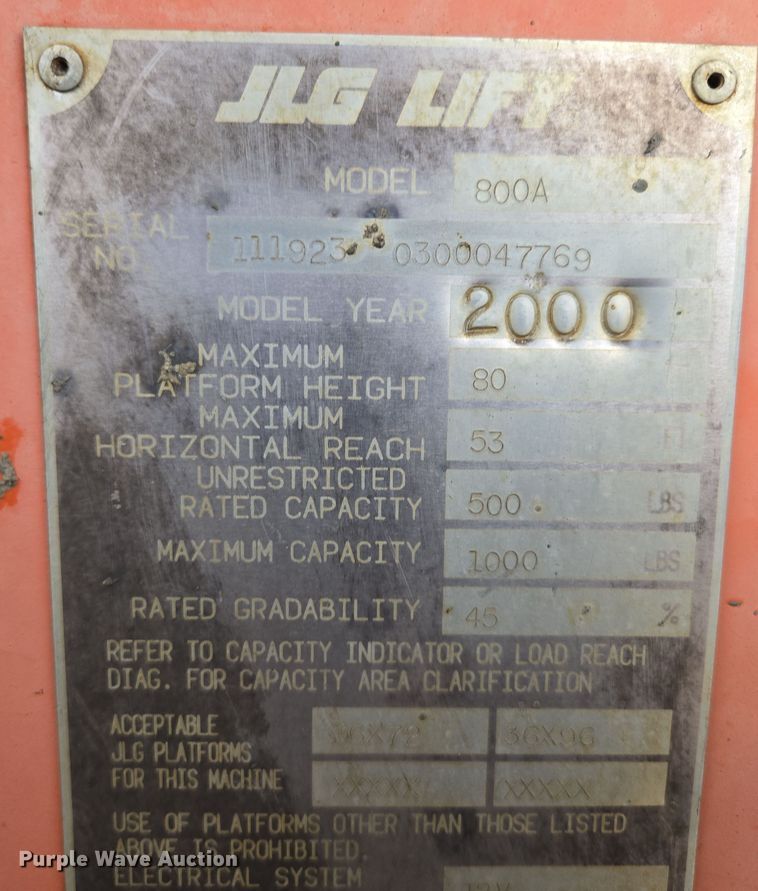 JLG LIFT
MODEL 800A
SERIAL
NO. 111923 0300047769
MODEL YEAR 2000
MAXIMUM
PLATFORM HEIGHT 80
MAXIMUM
HORIZONTAL REACH 53 FT
UNRESTRICTED
RATED CAPACITY 500 LBS
MAXIMUM CAPACITY 1000 LBS
RATED GRADABILITY 45 %
REFER TO CAPACITY INDICATOR OR LOAD REACH
DIAG. FOR CAPACITY AREA CLARIFICATION
ACCEPTABLE 36X72 36X96
JLG PLATFORMS
FOR THIS MACHINE XXXXX XXXXX
USE OF PLATFORMS OTHER THAN THOSE LISTED
ABOVE IS PROHIBITED.
ELECTRICAL SYSTEM 12V
Purple Wave Auction